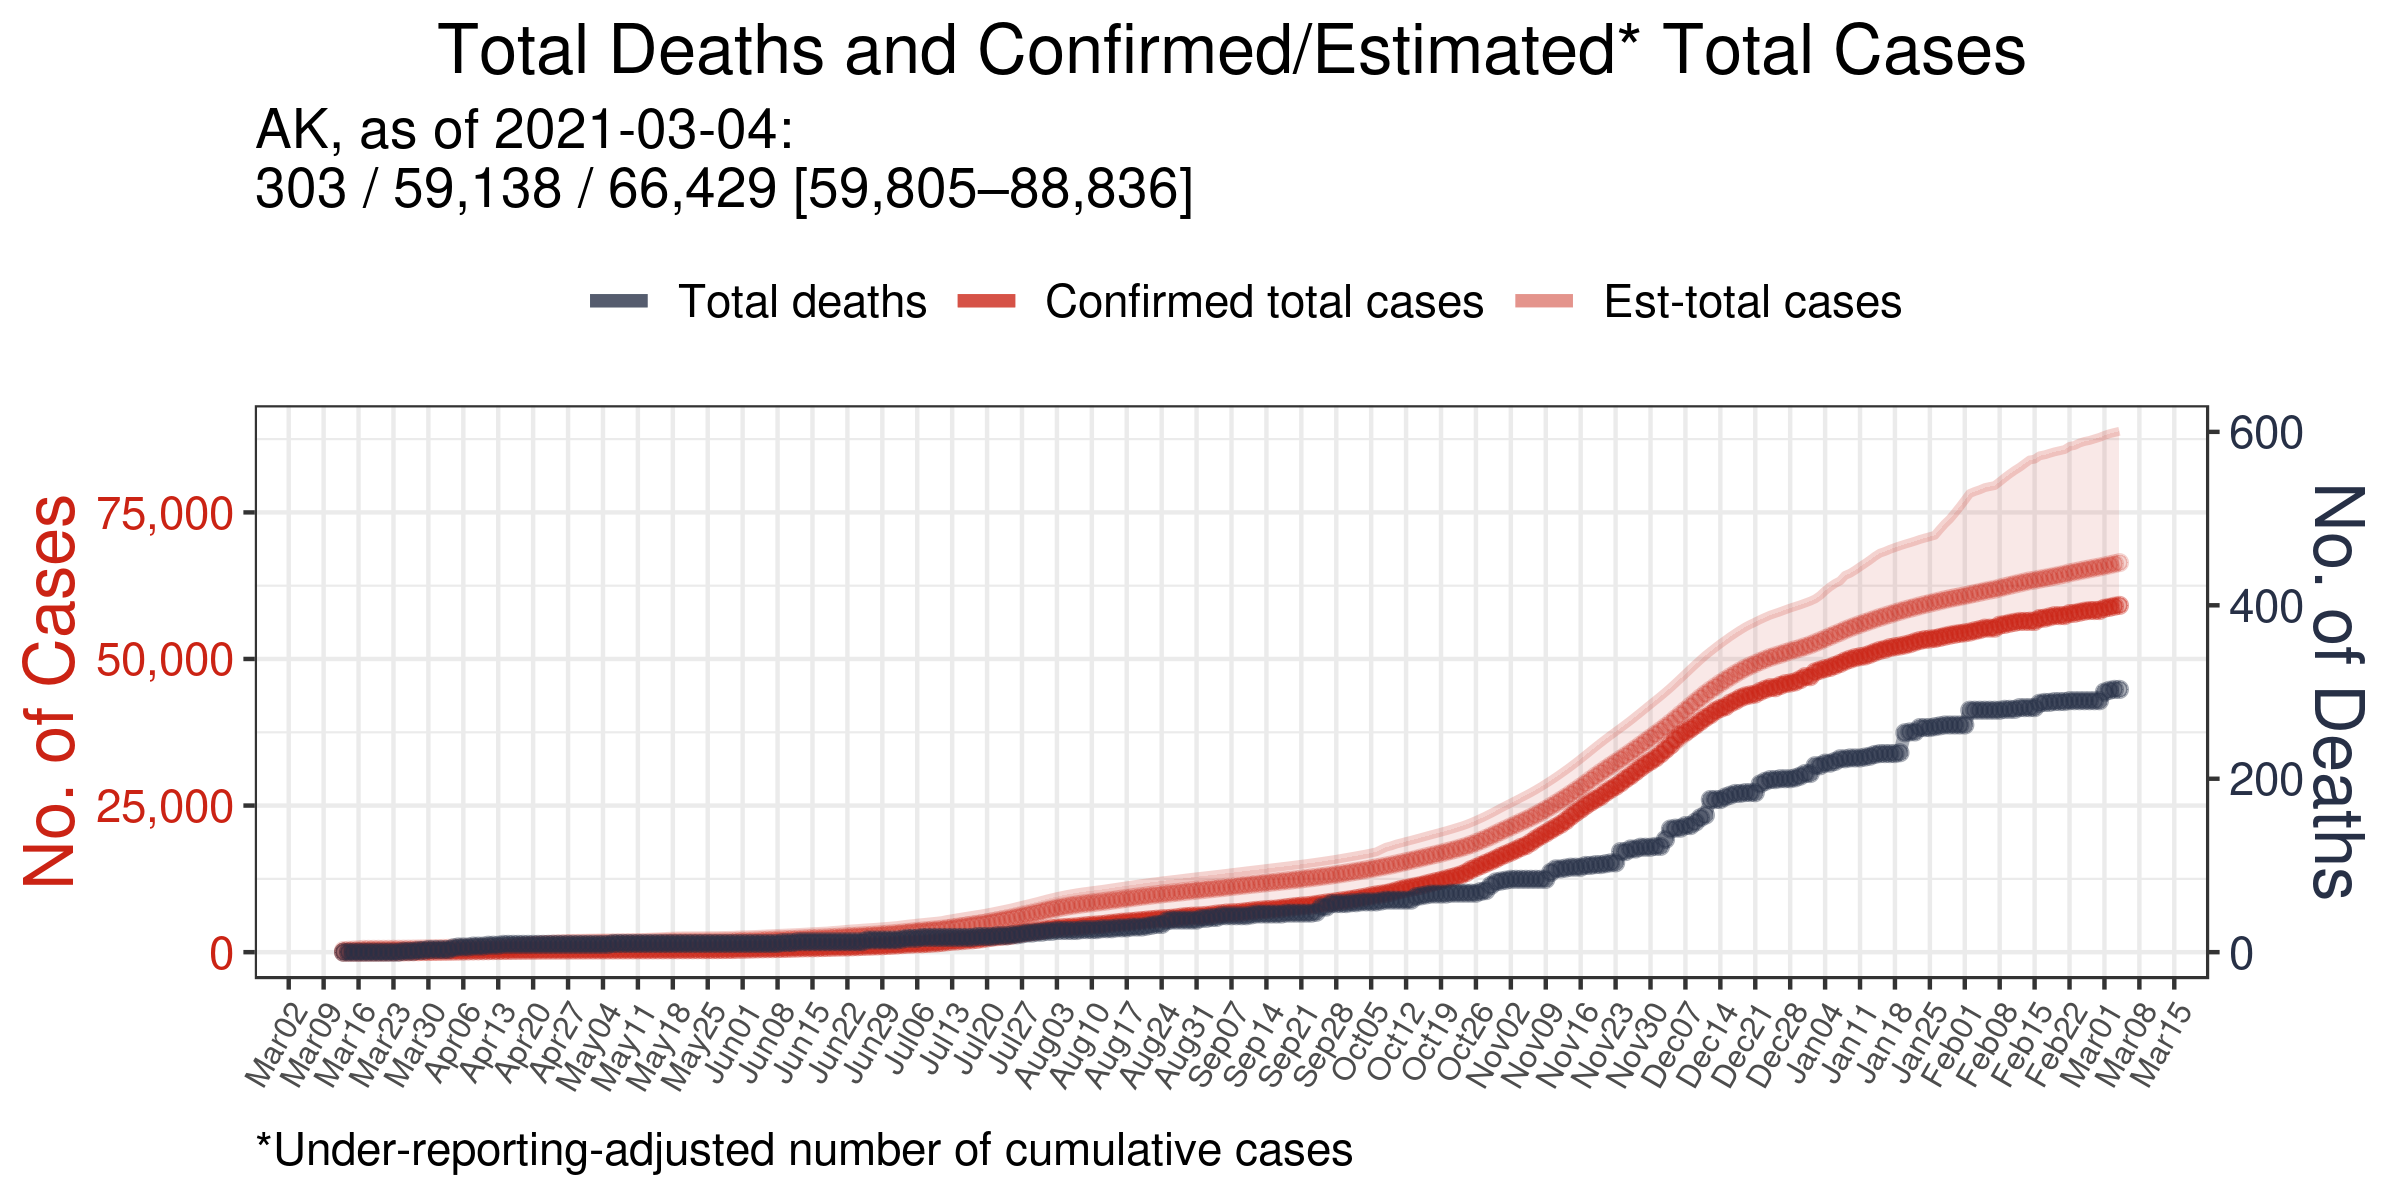 Total Deaths and Confirmed/Estimated* Total Cases
AK, as of 2021-03-04:
303 / 59,138 / 66,429 [59,805–88,836]
Total deaths
Confirmed total cases
Est-total cases
No. of Cases
75,000
50,000
25,000
0
600
400
200
0
No. of Deaths
Mar02
Mar09
Mar16
Mar23
Mar30
Apr06
Apr13
Apr20
Apr27
May04
May11
May18
May25
Jun01
Jun08
Jun15
Jun22
Jun29
Jul06
Jul13
Jul20
Jul27
Aug03
Aug10
Aug17
Aug24
Aug31
Sep07
Sep14
Sep21
Sep28
Oct05
Oct12
Oct19
Oct26
Nov02
Nov09
Nov16
Nov23
Nov30
Dec07
Dec14
Dec21
Dec28
Jan04
Jan11
Jan18
Jan25
Feb01
Feb08
Feb15
Feb22
Mar01
Mar08
Mar15
*Under-reporting-adjusted number of cumulative cases